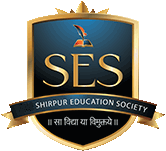 SES
SHIRPUR EDUCATION SOCIETY
॥ सा विद्या या विमुक्तये ॥